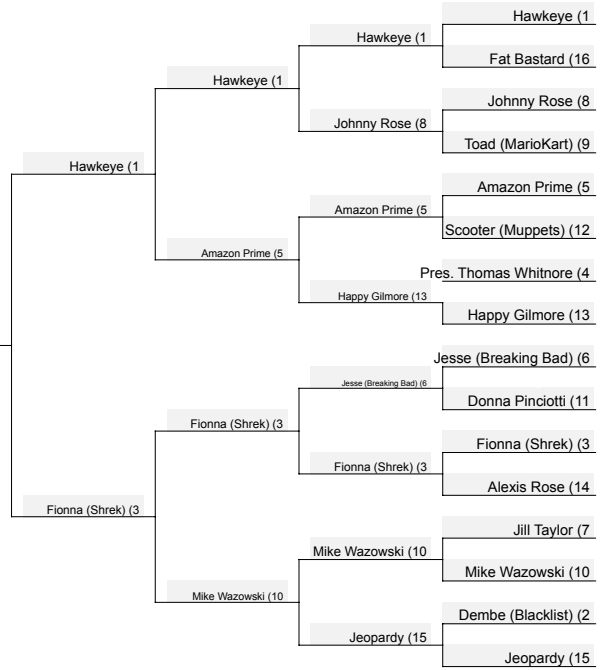 Hawkeye (1
Hawkeye (1
Fat Bastard (16
Hawkeye (1
Johnny Rose (8
Johnny Rose (8
Toad (MarioKart) (9
Hawkeye (1
Amazon Prime (5
Amazon Prime (5
Scooter (Muppets) (12
Amazon Prime (5
Pres. Thomas Whitnore (4
Happy Gilmore (13
Happy Gilmore (13
Jesse (Breaking Bad) (6
Jesse (Breaking Bad) (6
Donna Pinciotti (11
Fionna (Shrek) (3
Fionna (Shrek) (3
Fionna (Shrek) (3
Alexis Rose (14
Fionna (Shrek) (3
Jill Taylor (7
Mike Wazowski (10
Mike Wazowski (10
Mike Wazowski (10
Dembe (Blacklist) (2
Jeopardy (15
Jeopardy (15